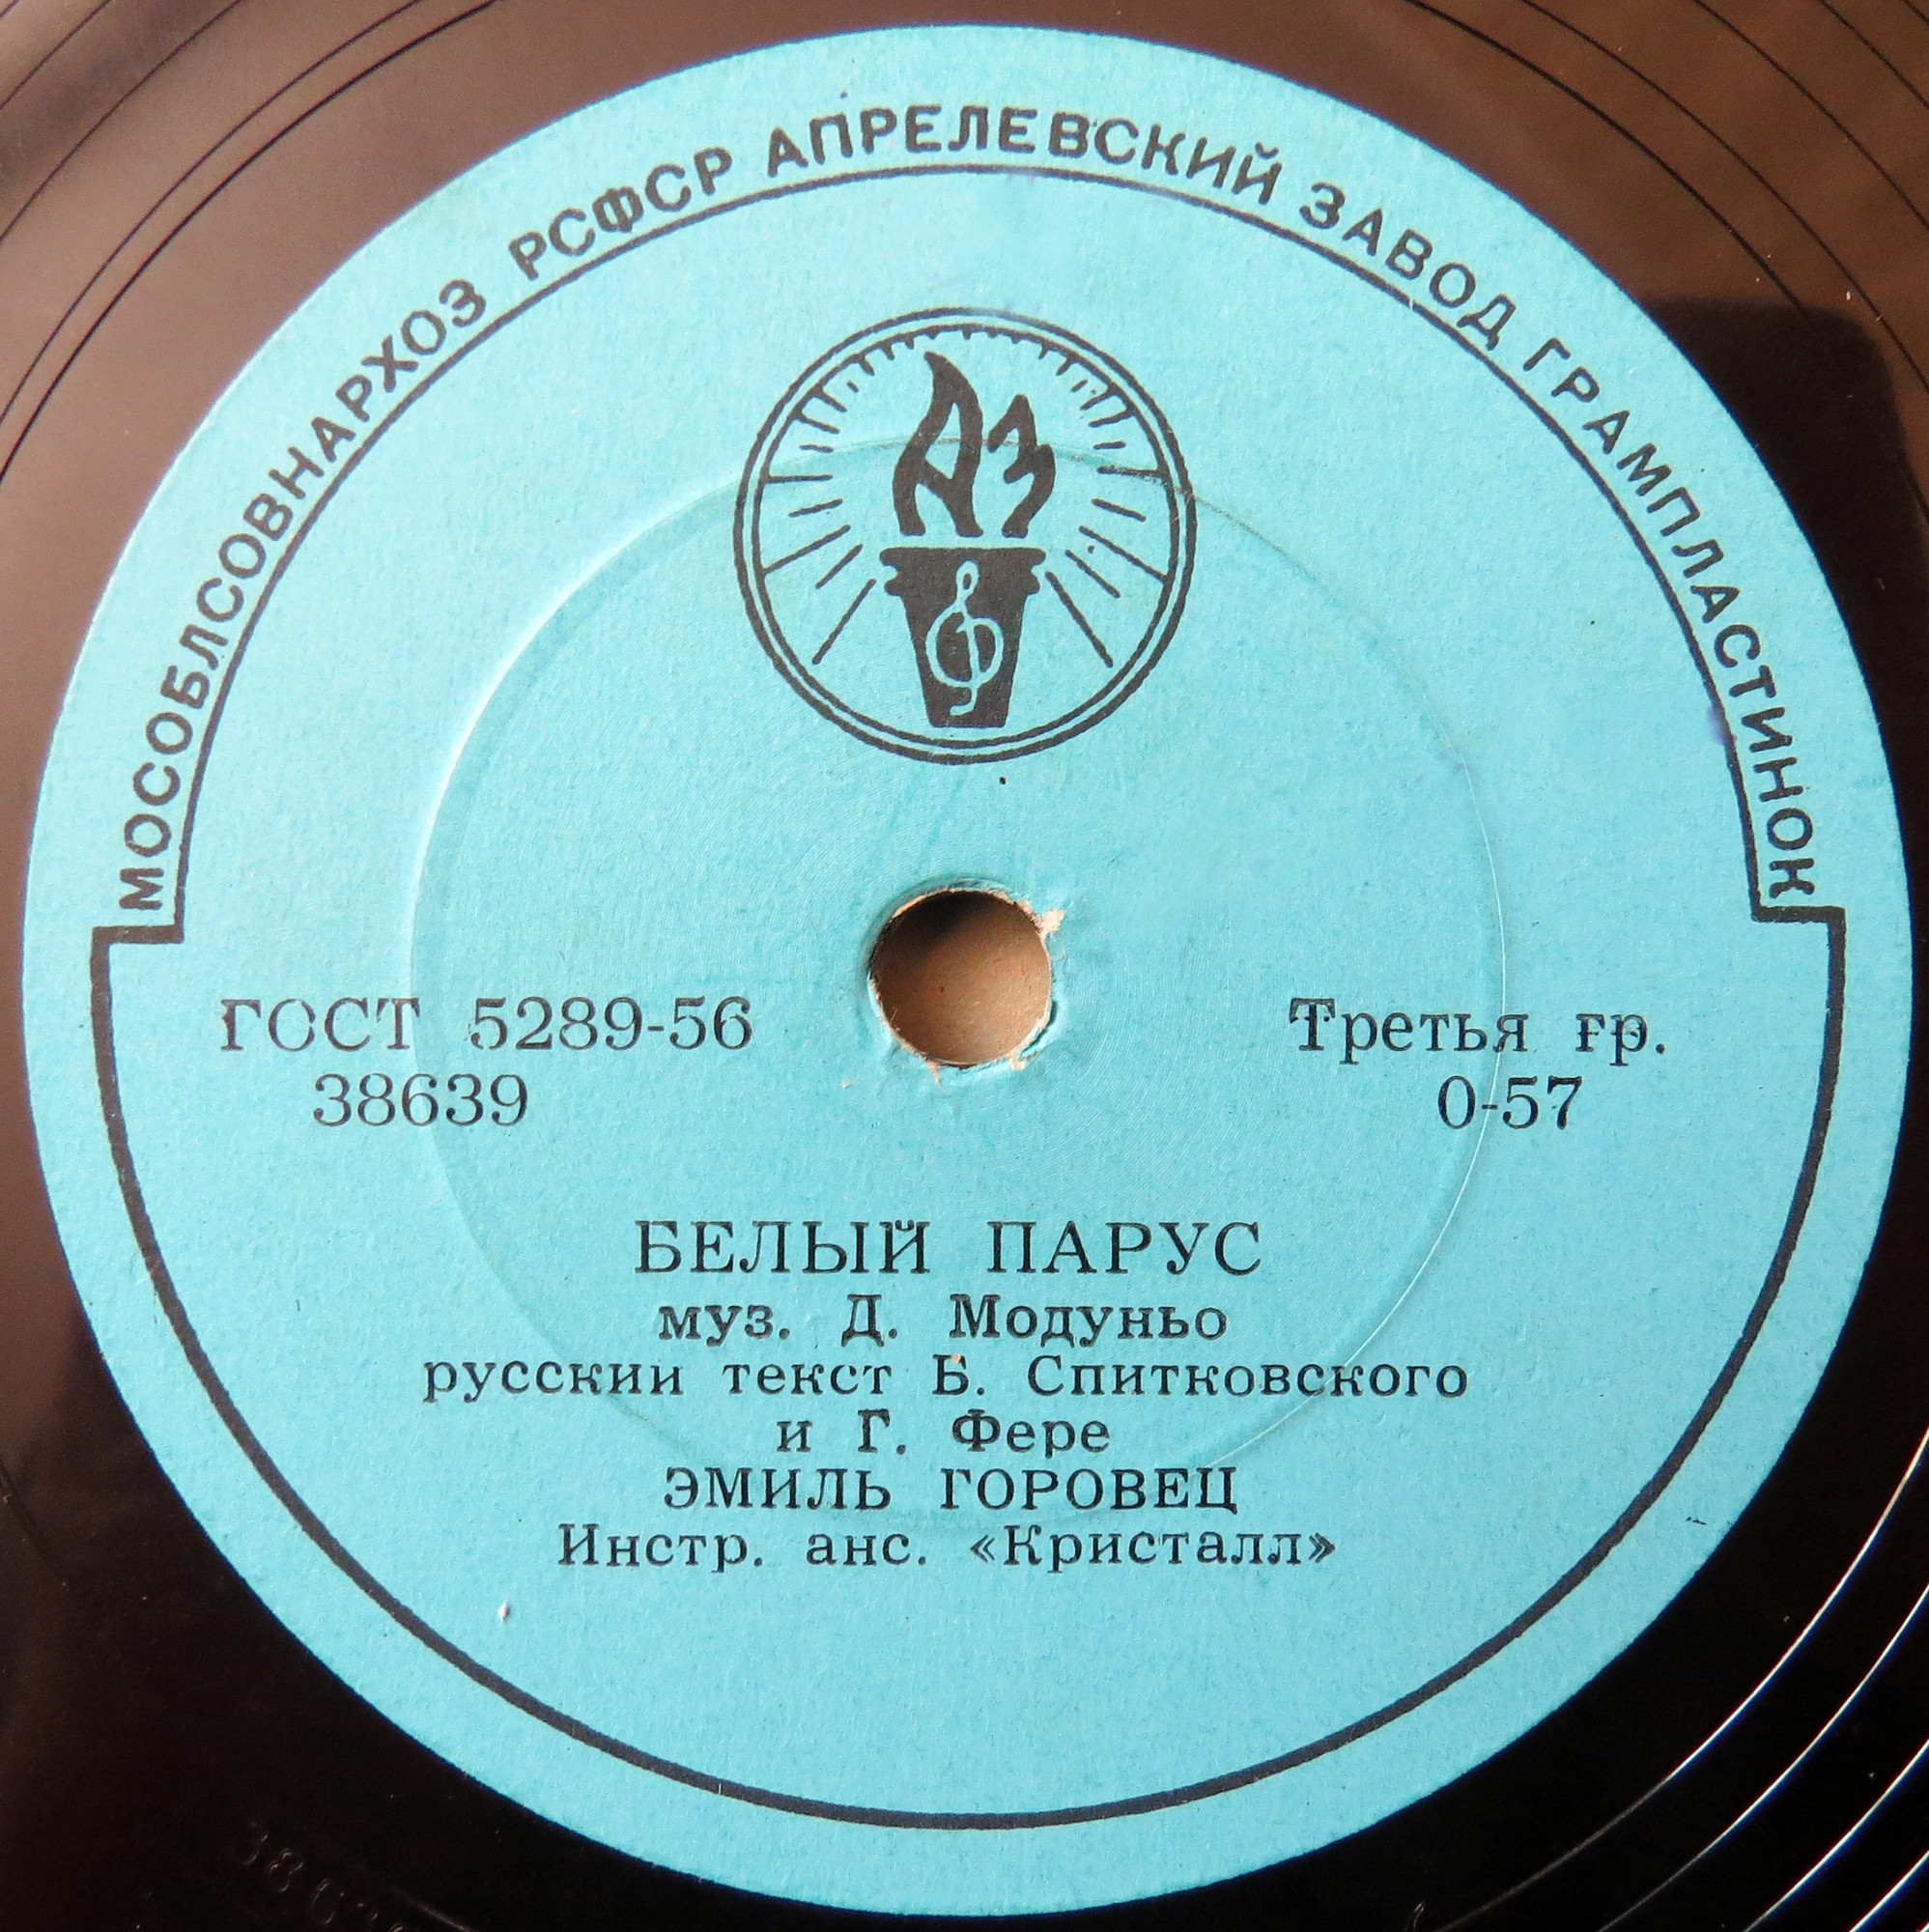 МОСОБЛСОВНАРХОЗ РСФСР АПРЕЛЕВСКИЙ ЗАВОД ГРАМПЛАСТИНОК
АЗ
ГОСТ 5289-56
38639
Третья гр.
0-57
БЕЛЫЙ ПАРУС
муз. Д. Модуньо
русский текст Б. Спитковского
и Г. Фере
ЭМИЛЬ ГОРОВЕЦ
Инстр. анс. «Кристалл»